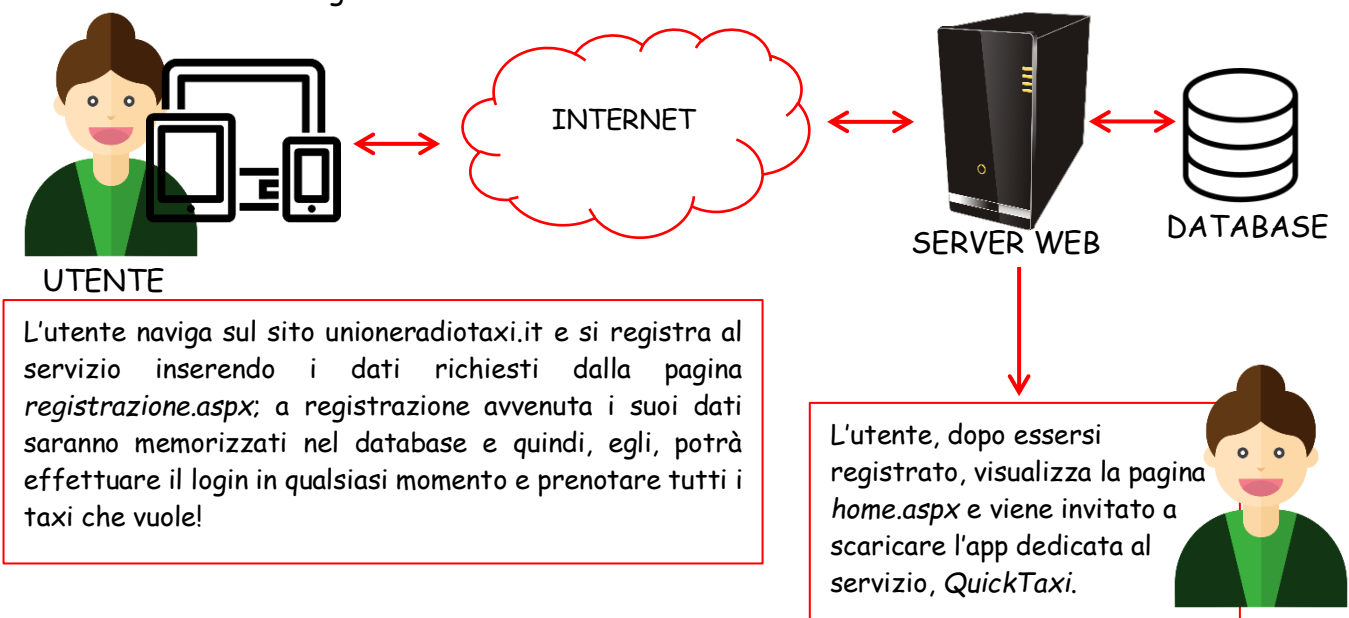 INTERNET
SERVER WEB
DATABASE
UTENTE
L'utente naviga sul sito unioneradiotaxi.it e si registra al
servizio inserendo i dati richiesti dalla pagina
registrazione.aspx; a registrazione avvenuta i suoi dati
saranno memorizzati nel database e quindi, egli, potrà
effettuare il login in qualsiasi momento e prenotare tutti i
taxi che vuole!
L'utente, dopo essersi
registrato, visualizza la pagina
home.aspx e viene invitato a
scaricare l'app dedicata al
servizio, QuickTaxi.